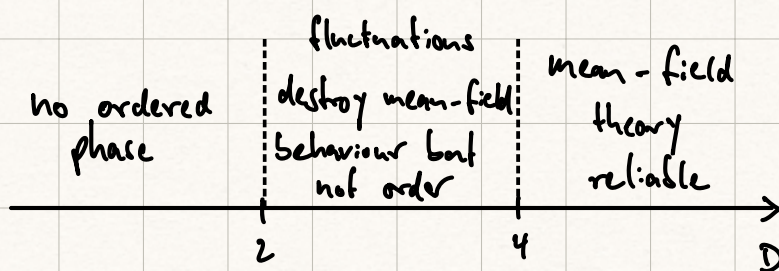 no ordered
phase
fluctuations
destroy mean-field
behaviour but
not order
mean-field
theory
reliable
2
4
D